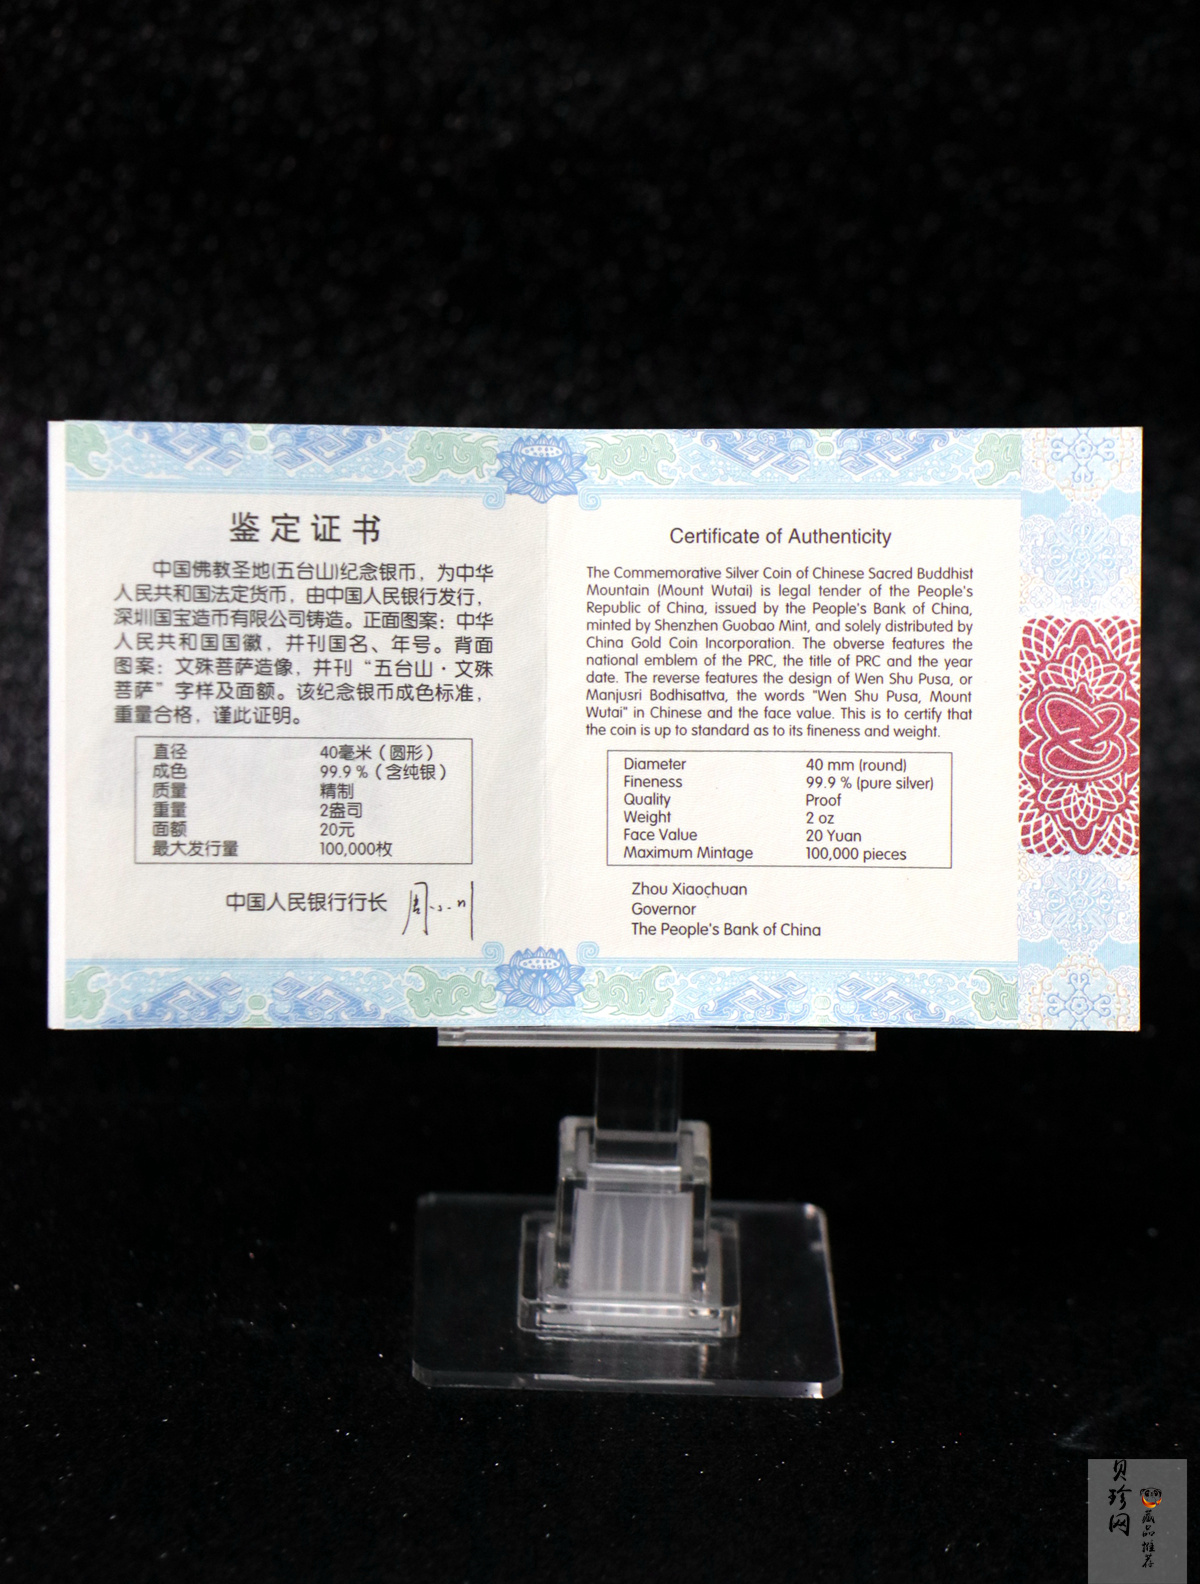 鉴定证书
中国佛教圣地(五台山)纪念银币，为中华
人民共和国法定货币，由中国人民银行发行，
深圳国宝造币有限公司铸造。正面图案：中华
人民共和国国徽，并刊国名、年号。背面
图案：文殊菩萨造像，并刊“五台山·文殊
菩萨”字样及面额。该纪念银币成色标准，
重量合格，谨此证明。
直径 40毫米（圆形）
成色 99.9％（含纯银）
质量 精制
重量 2盎司
面额 20元
最大发行量 100,000枚
中国人民银行行长 周小川
Certificate of Authenticity
The Commemorative Silver Coin of Chinese Sacred Buddhist
Mountain (Mount Wutai) is legal tender of the People's
Republic of China, issued by the People's Bank of China,
minted by Shenzhen Guobao Mint, and solely distributed by
China Gold Coin Incorporation. The obverse features the
national emblem of the PRC, the title of PRC and the year
date. The reverse features the design of Wen Shu Pusa, or
Manjusri Bodhisattva, the words "Wen Shu Pusa, Mount
Wutai" in Chinese and the face value. This is to certify that
the coin is up to standard as to its fineness and weight.
Diameter 40 mm (round)
Fineness 99.9 % (pure silver)
Quality Proof
Weight 2 oz
Face Value 20 Yuan
Maximum Mintage 100,000 pieces
Zhou Xiaochuan
Governor
The People's Bank of China
贝珍网
藏品推荐